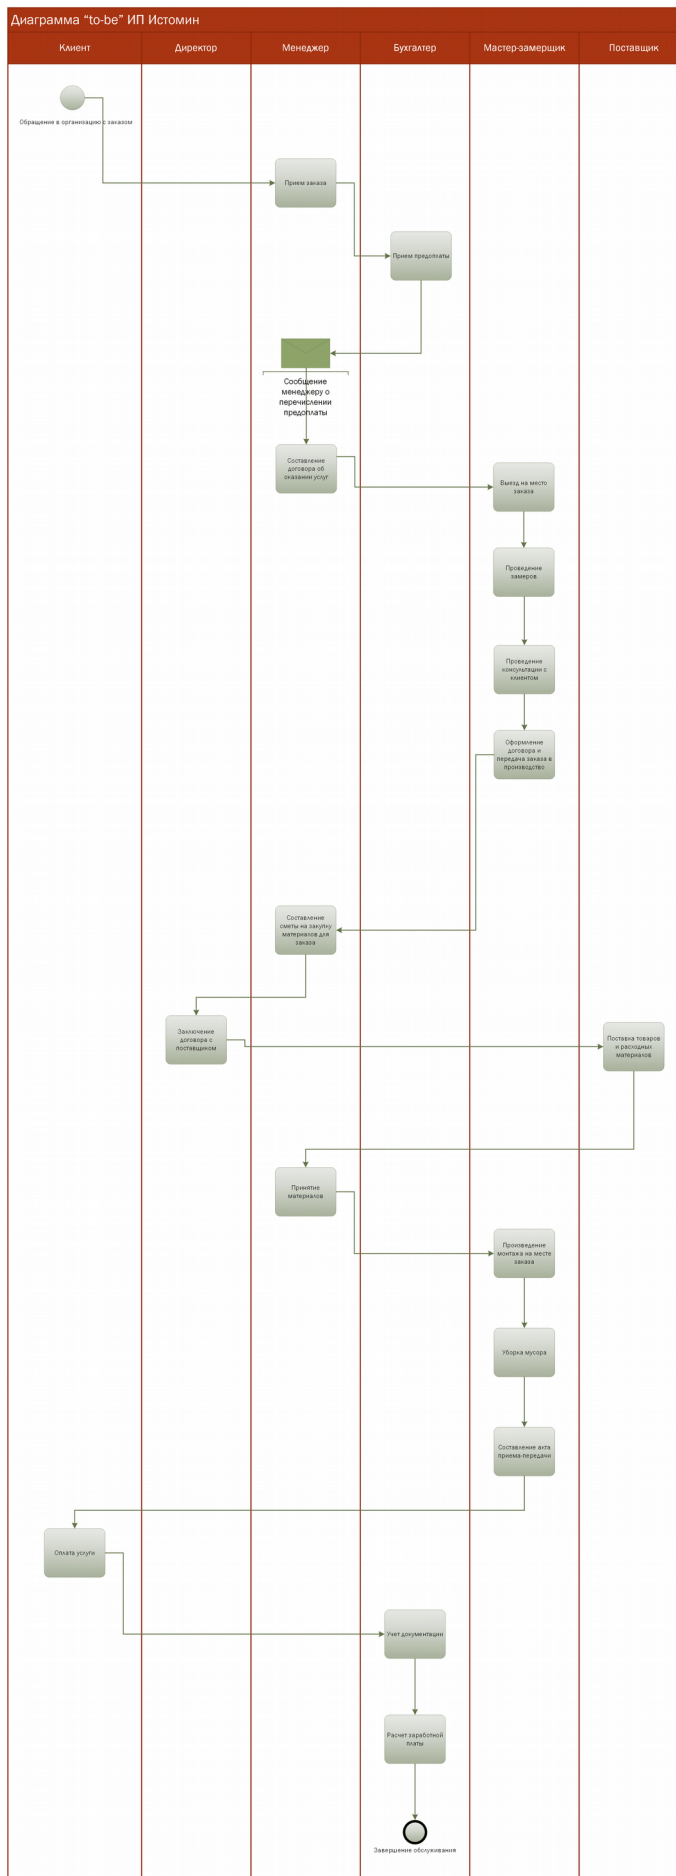 Диаграмма “to-be” ИП Истомин
Клиент
Директор
Менеджер
Бухгалтер
Мастер-замерщик
Поставщик
Обращение в организацию с заказом
Прием заказа
Прием предоплаты
Сообщение
менеджеру о
перечислении
предоплаты
Составление
договора об
оказании услуг
Выезд на место
заказа
Проведение
замеров
Проведение
консультации с
клиентом
Оформление
договора и
передача заказа в
производство
Составление
сметы на закупку
материалов для
заказа
Заключение
договора с
поставщиком
Поставка товаров
и расходных
материалов
Принятие
материалов
Произведение
монтажа на месте
заказа
Уборка мусора
Составление акта
приема-передачи
Оплата услуги
Учет документации
Расчет заработной
платы
Завершение обслуживания